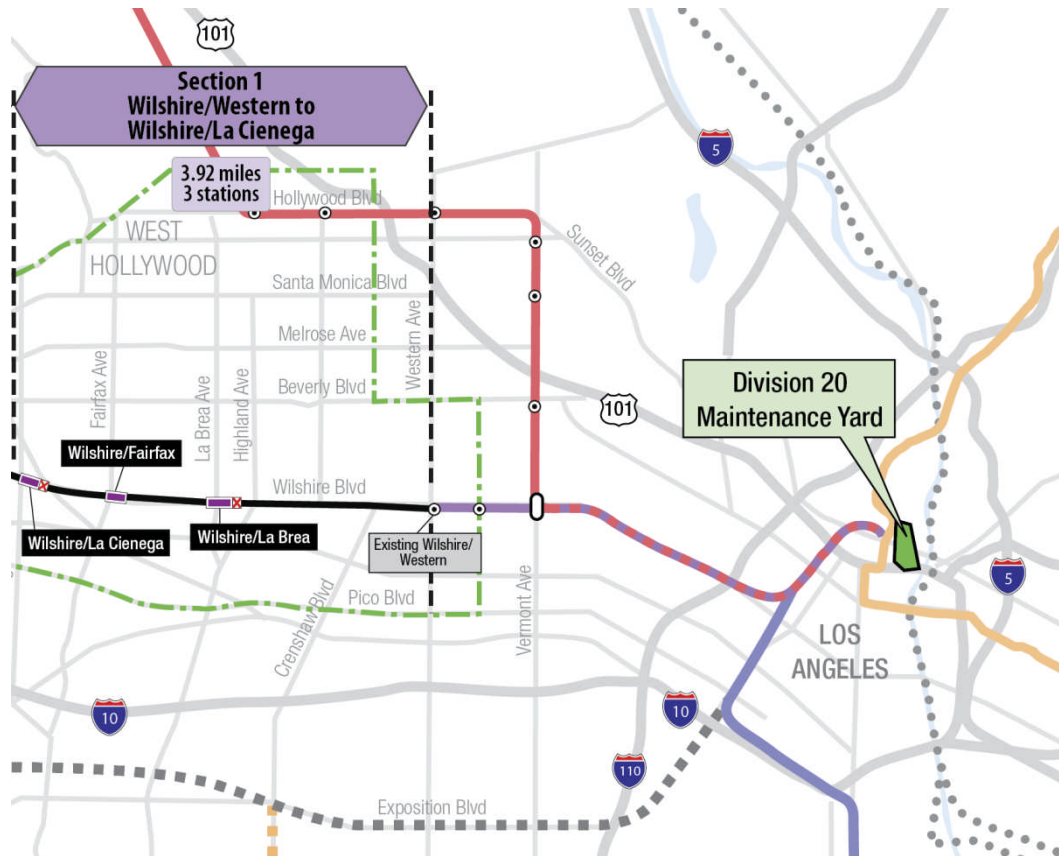 101
Section 1
Wilshire/Western to
Wilshire/La Cienega
3.92 miles
3 stations
Hollywood Blvd
WEST
HOLLYWOOD
Sunset Blvd
5
Santa Monica Blvd
Melrose Ave
Western Ave
Beverly Blvd
Fairfax Ave
La Brea Ave
Highland Ave
101
Division 20
Maintenance Yard
Wilshire/Fairfax
Wilshire Blvd
Wilshire/La Cienega
Wilshire/La Brea
Existing Wilshire/
Western
Pico Blvd
Crenshaw Blvd
Vermont Ave
5
LOS
ANGELES
10
10
110
Exposition Blvd